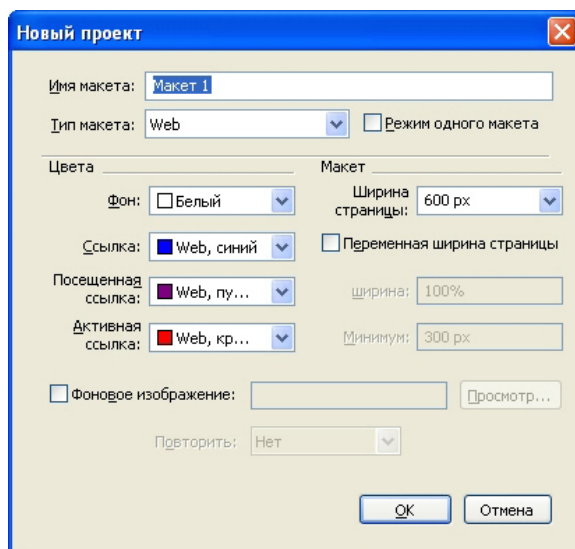 Новый проект
Имя макета: Макет 1
Тип макета: Web Режим одного макета
Цвета Макет
Фон: Белый Ширина страницы: 600 px
Ссылка: Web, синий Переменная ширина страницы
Посещенная ссылка: Web, пу... ширина: 100%
Активная ссылка: Web, кр... Минимум: 300 px
Фоновое изображение: Просмотр...
Повторить: Нет
OK Отмена